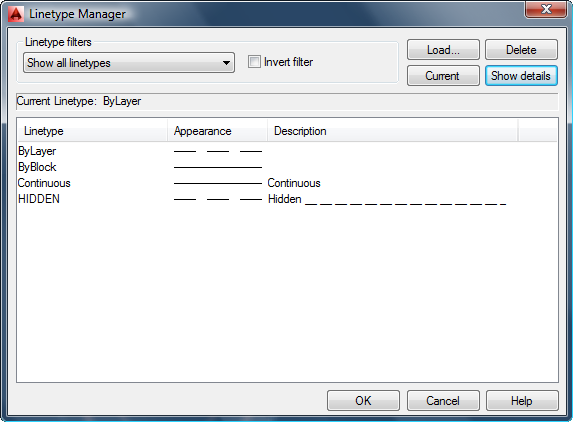 Linetype Manager
Linetype filters
Show all linetypes
Invert filter
Load...
Delete
Current
Show details
Current Linetype: ByLayer
Linetype Appearance Description
ByLayer
ByBlock
Continuous Continuous
HIDDEN Hidden __ __ __ __ __ __ __ __ __ __ __ __ __ _
OK Cancel Help